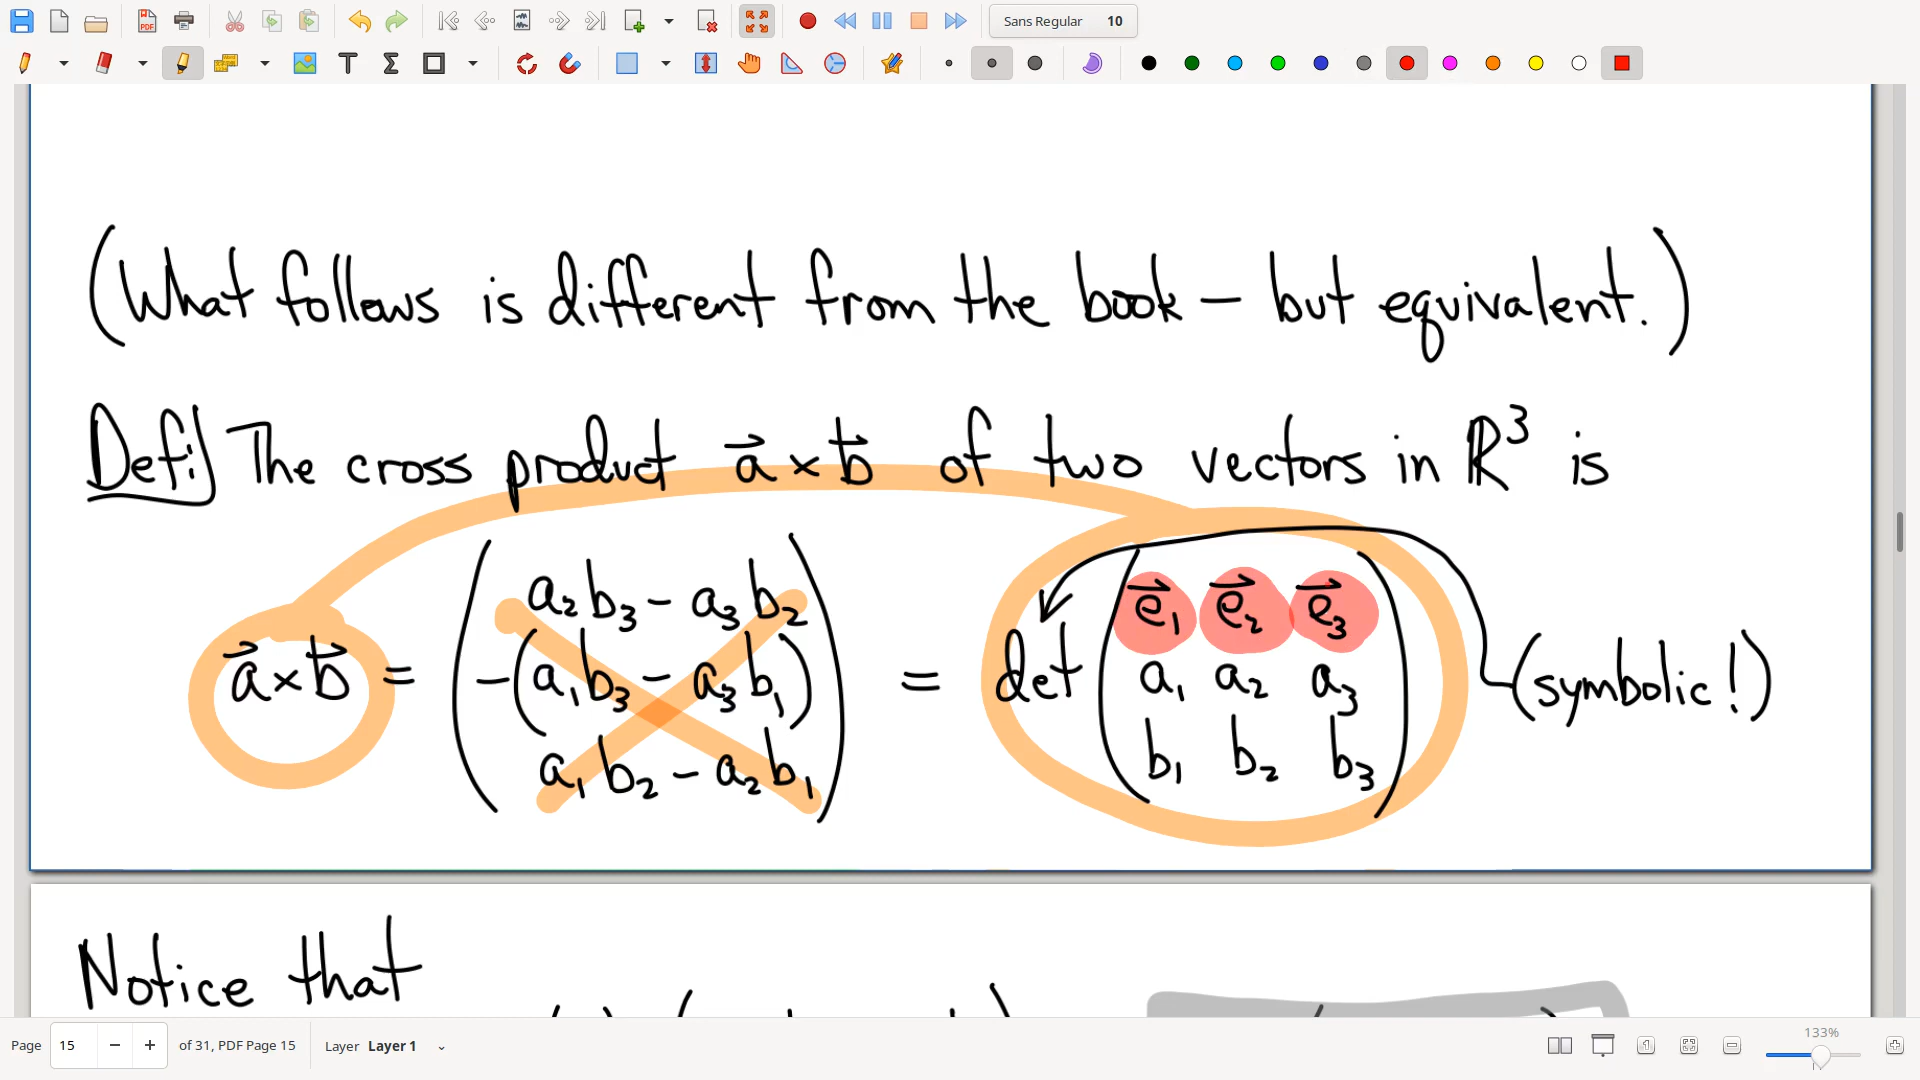 Sans Regular 10
(What follows is different from the book - but equivalent.)
Def:] The cross product a⃗ × b⃗ of two vectors in ℝ³ is
a⃗ × b⃗ = ( a₂b₃ - a₃b₂
-(a₁b₃ - a₃b₁)
a₁b₂ - a₂b₁ ) = det ( e⃗₁ e⃗₂ e⃗₃
a₁ a₂ a₃
b₁ b₂ b₃ ) (symbolic!)
Notice that
Page 15 of 31, PDF Page 15 Layer Layer 1 133%